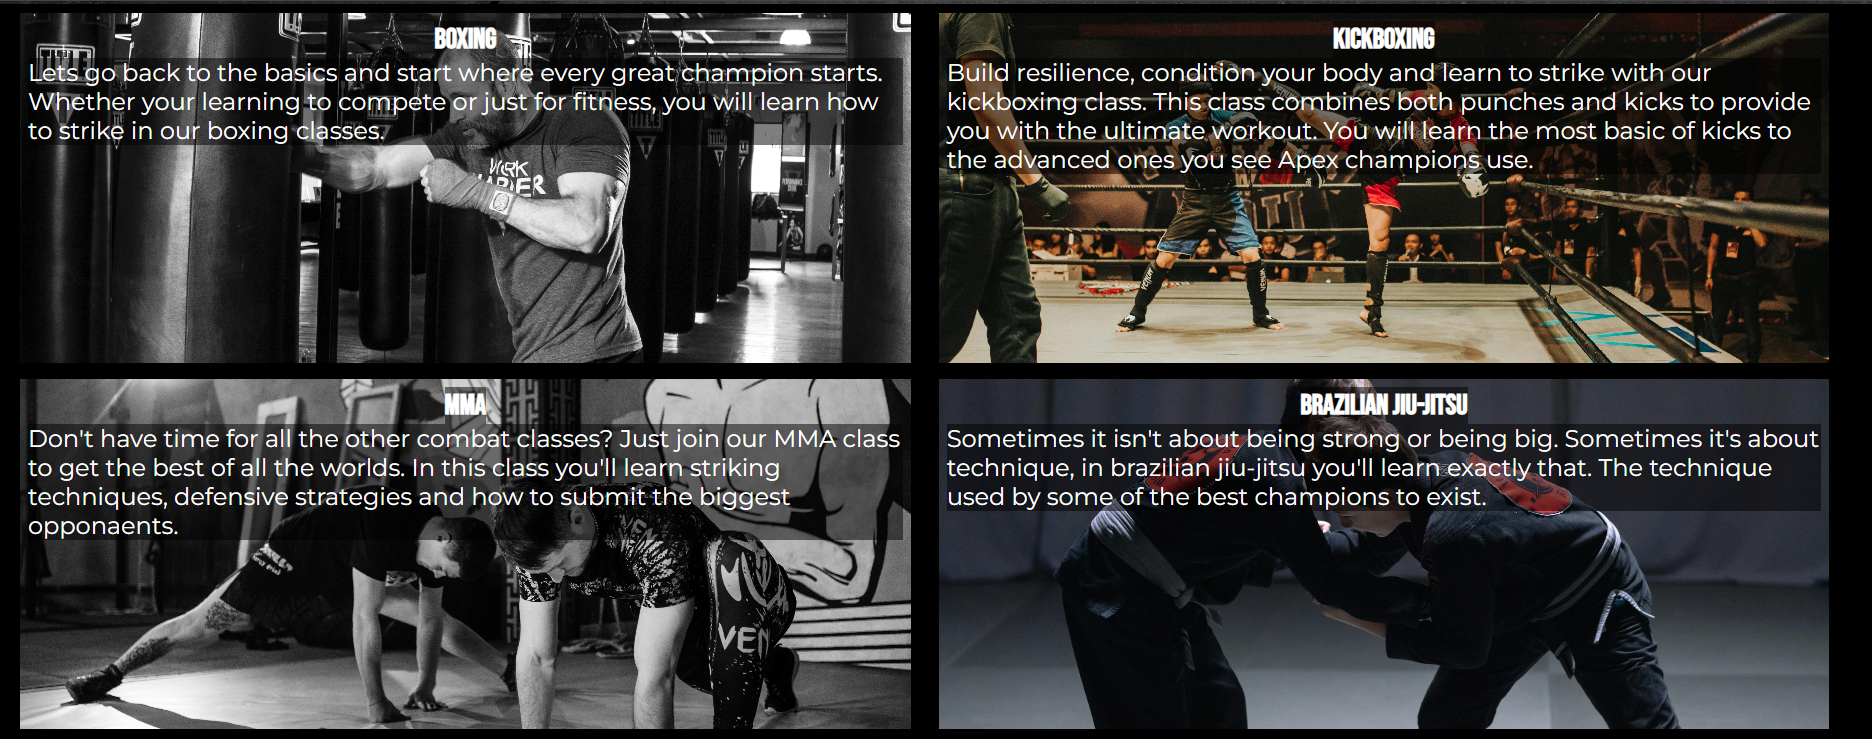 BOXING
Lets go back to the basics and start where every great champion starts.
Whether your learning to compete or just for fitness, you will learn how
to strike in our boxing classes.
WORK
HARDER
KICKBOXING
Build resilience, condition your body and learn to strike with our
kickboxing class. This class combines both punches and kicks to provide
you with the ultimate workout. You will learn the most basic of kicks to
the advanced ones you see Apex champions use.
VENUM
VENUM
MMA
Don't have time for all the other combat classes? Just join our MMA class
to get the best of all the worlds. In this class you'll learn striking
techniques, defensive strategies and how to submit the biggest
opponaents.
VEN
VEN
BRAZILIAN JIU-JITSU
Sometimes it isn't about being strong or being big. Sometimes it's about
technique, in brazilian jiu-jitsu you'll learn exactly that. The technique
used by some of the best champions to exist.